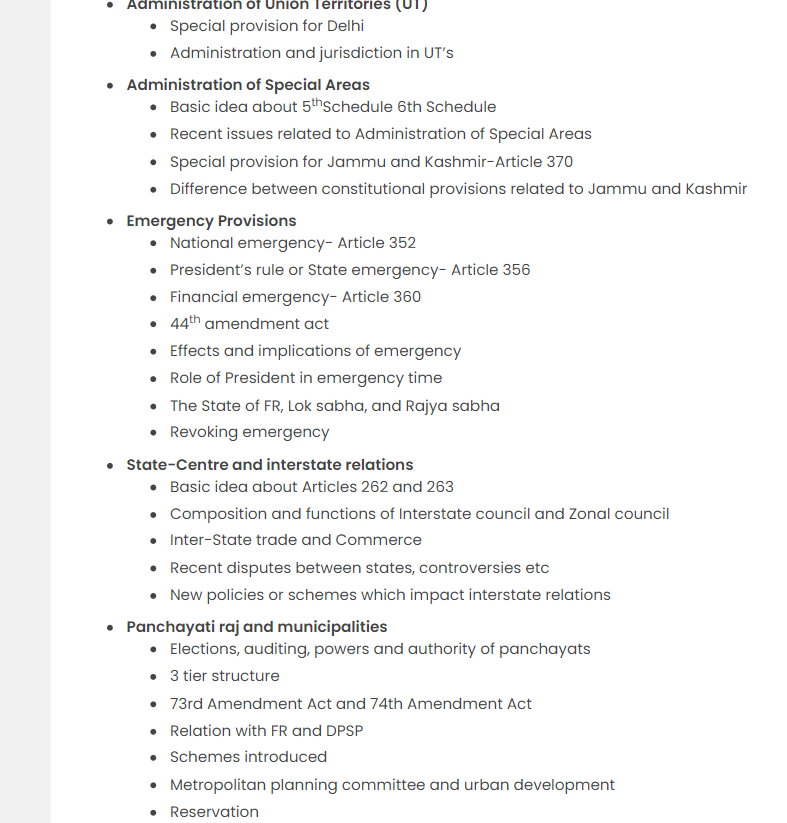 Administration of Union Territories (UT)
Special provision for Delhi
Administration and jurisdiction in UT’s
Administration of Special Areas
Basic idea about 5thSchedule 6th Schedule
Recent issues related to Administration of Special Areas
Special provision for Jammu and Kashmir-Article 370
Difference between constitutional provisions related to Jammu and Kashmir
Emergency Provisions
National emergency- Article 352
President’s rule or State emergency- Article 356
Financial emergency- Article 360
44th amendment act
Effects and implications of emergency
Role of President in emergency time
The State of FR, Lok sabha, and Rajya sabha
Revoking emergency
State-Centre and interstate relations
Basic idea about Articles 262 and 263
Composition and functions of Interstate council and Zonal council
Inter-State trade and Commerce
Recent disputes between states, controversies etc
New policies or schemes which impact interstate relations
Panchayati raj and municipalities
Elections, auditing, powers and authority of panchayats
3 tier structure
73rd Amendment Act and 74th Amendment Act
Relation with FR and DPSP
Schemes introduced
Metropolitan planning committee and urban development
Reservation